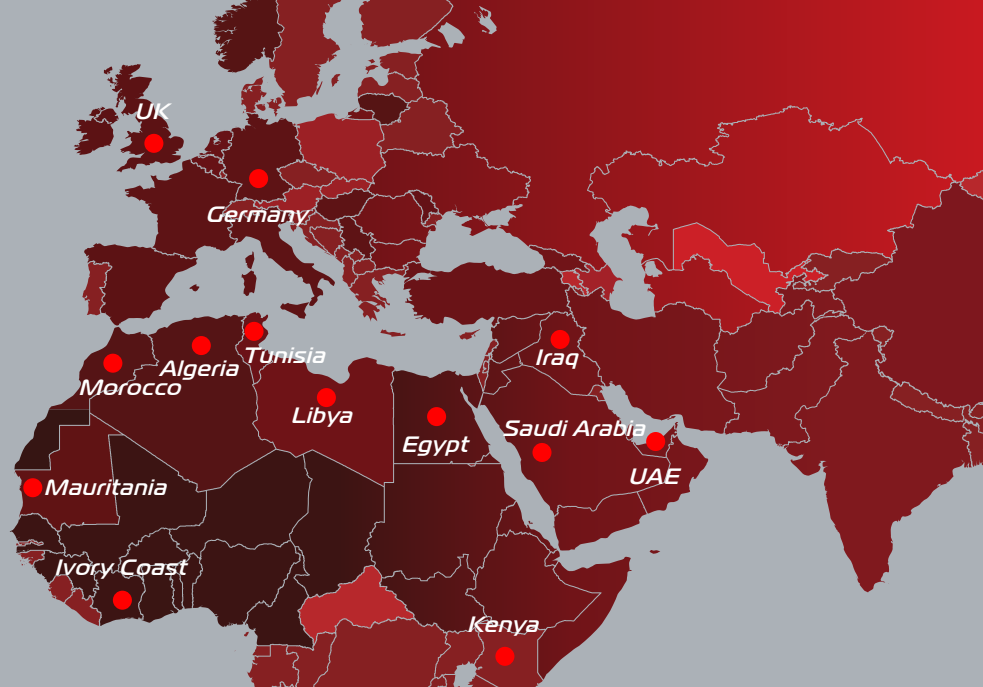 UK
Germany
Tunisia
Algeria
Morocco
Iraq
Libya
Egypt
Saudi Arabia
UAE
Mauritania
Ivory Coast
Kenya